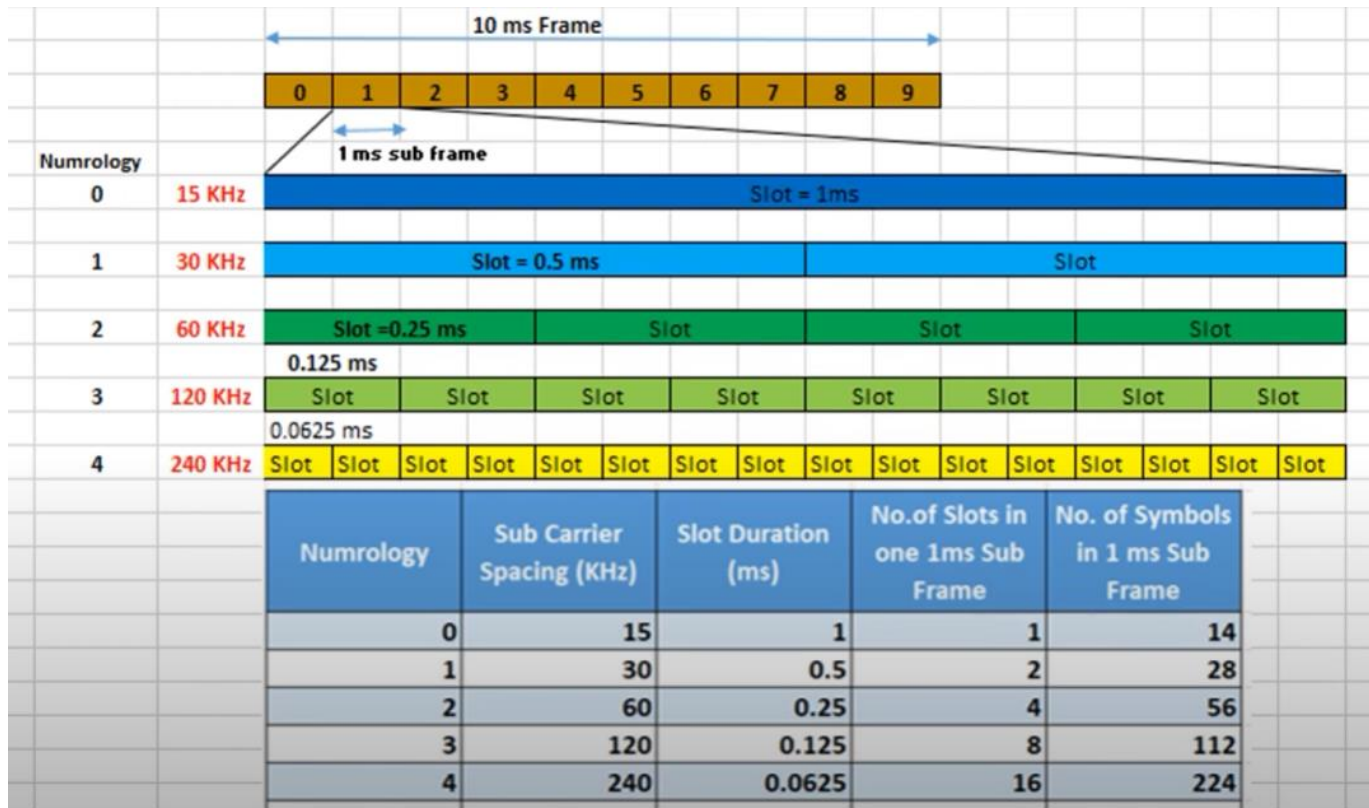 10 ms Frame
0 1 2 3 4 5 6 7 8 9
1 ms sub frame
Numrology
0 15 KHz Slot = 1ms
1 30 KHz Slot = 0.5 ms Slot
2 60 KHz Slot =0.25 ms Slot Slot Slot
0.125 ms
3 120 KHz Slot Slot Slot Slot Slot Slot Slot Slot
0.0625 ms
4 240 KHz Slot Slot Slot Slot Slot Slot Slot Slot Slot Slot Slot Slot Slot Slot Slot Slot
Numrology Sub Carrier Spacing (KHz) Slot Duration (ms) No.of Slots in one 1ms Sub Frame No. of Symbols in 1 ms Sub Frame
0 15 1 1 14
1 30 0.5 2 28
2 60 0.25 4 56
3 120 0.125 8 112
4 240 0.0625 16 224